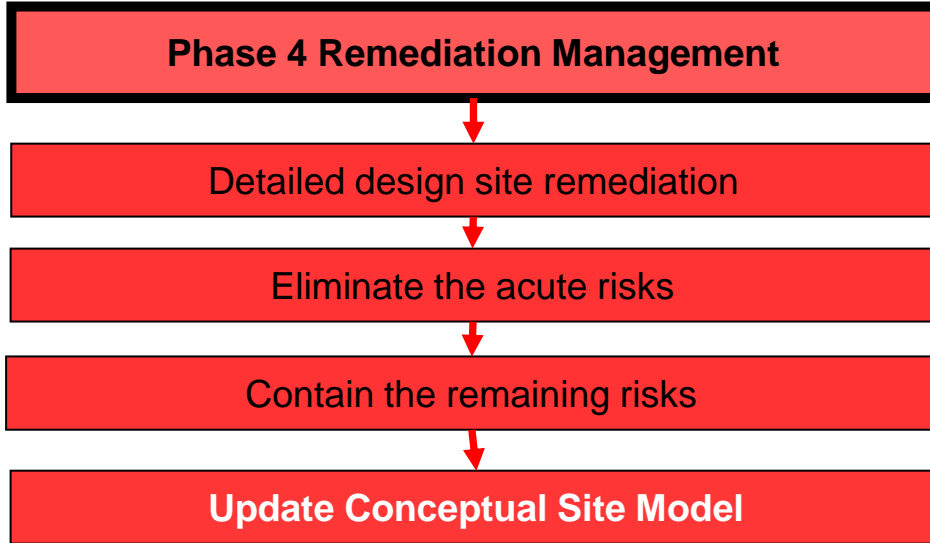 Phase 4 Remediation Management
Detailed design site remediation
Eliminate the acute risks
Contain the remaining risks
Update Conceptual Site Model